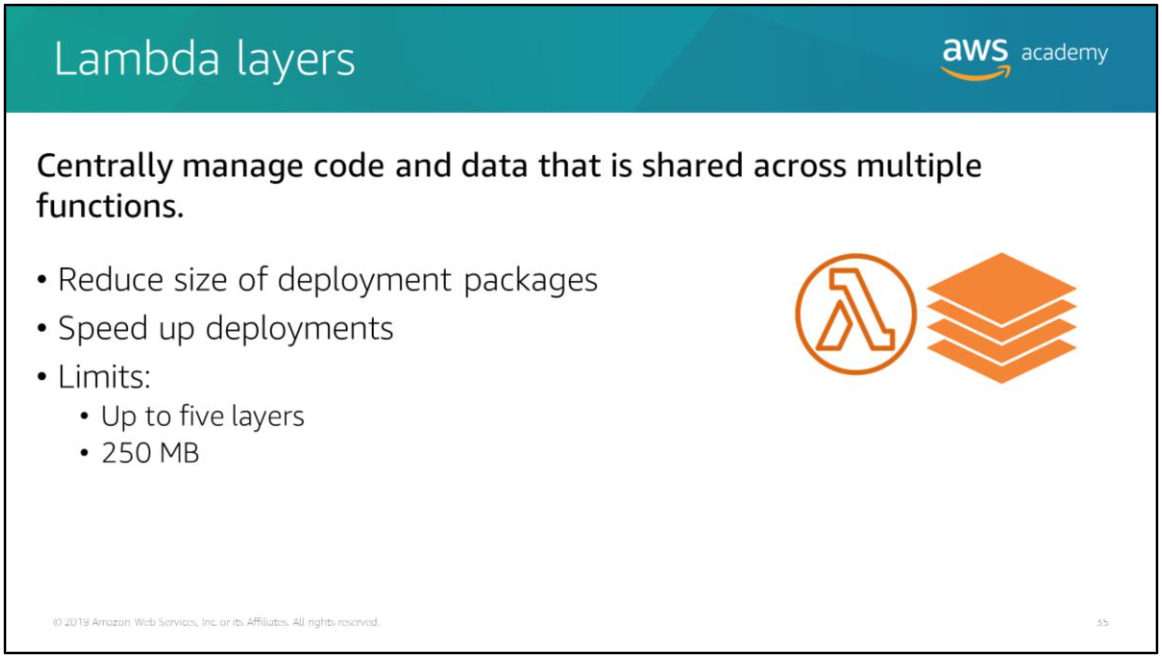 Lambda layers
aws academy
Centrally manage code and data that is shared across multiple
functions.
• Reduce size of deployment packages
• Speed up deployments
• Limits:
• Up to five layers
• 250 MB
© 2019 Amazon Web Services, Inc. or its Affiliates. All rights reserved.
35